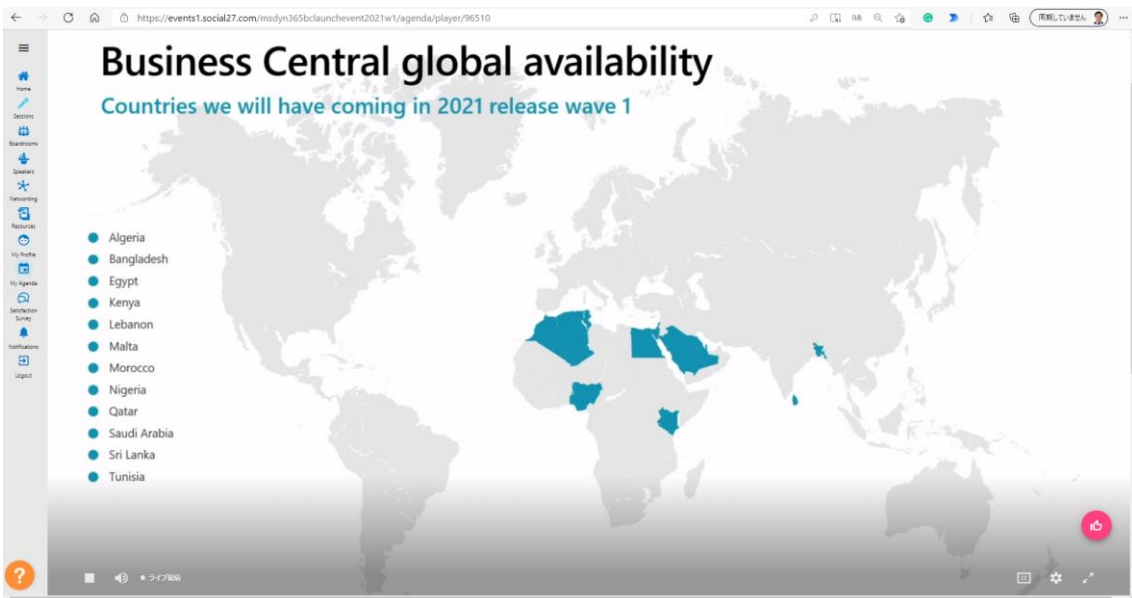 https://events1.social27.com/msdyn365bclaunchevent2021w1/agenda/player/96510
同期していません
Home
Sessions
Boardrooms
Speakers
Networking
Resources
My Profile
My Agenda
Satisfaction
Survey
Notifications
Logout
Business Central global availability
Countries we will have coming in 2021 release wave 1
Algeria
Bangladesh
Egypt
Kenya
Lebanon
Malta
Morocco
Nigeria
Qatar
Saudi Arabia
Sri Lanka
Tunisia
?
ライブ配信